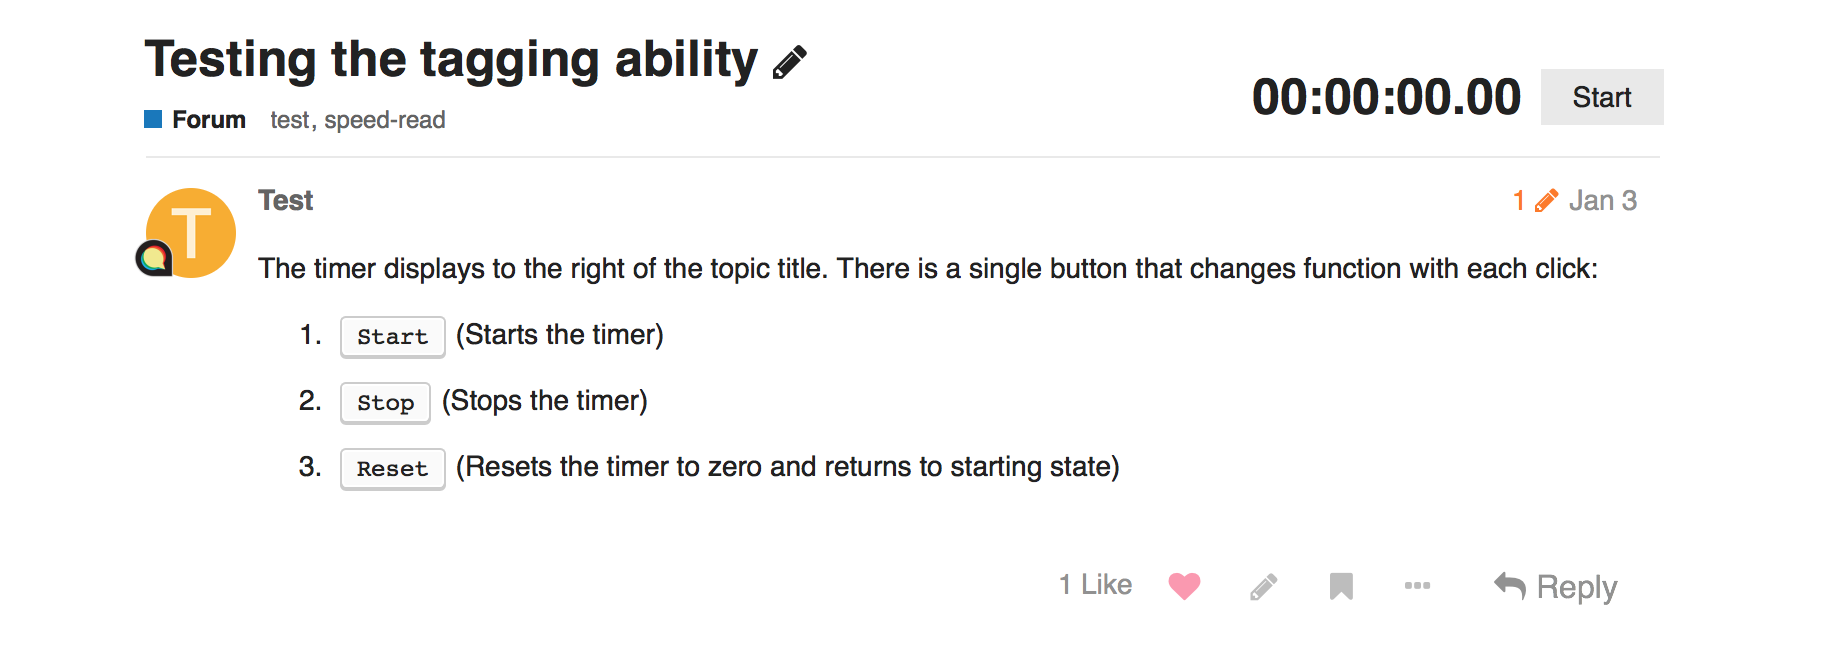 Testing the tagging ability
00:00:00.00 Start
Forum test, speed-read
T
Test 1 Jan 3
The timer displays to the right of the topic title. There is a single button that changes function with each click:
1. Start (Starts the timer)
2. Stop (Stops the timer)
3. Reset (Resets the timer to zero and returns to starting state)
1 Like Reply